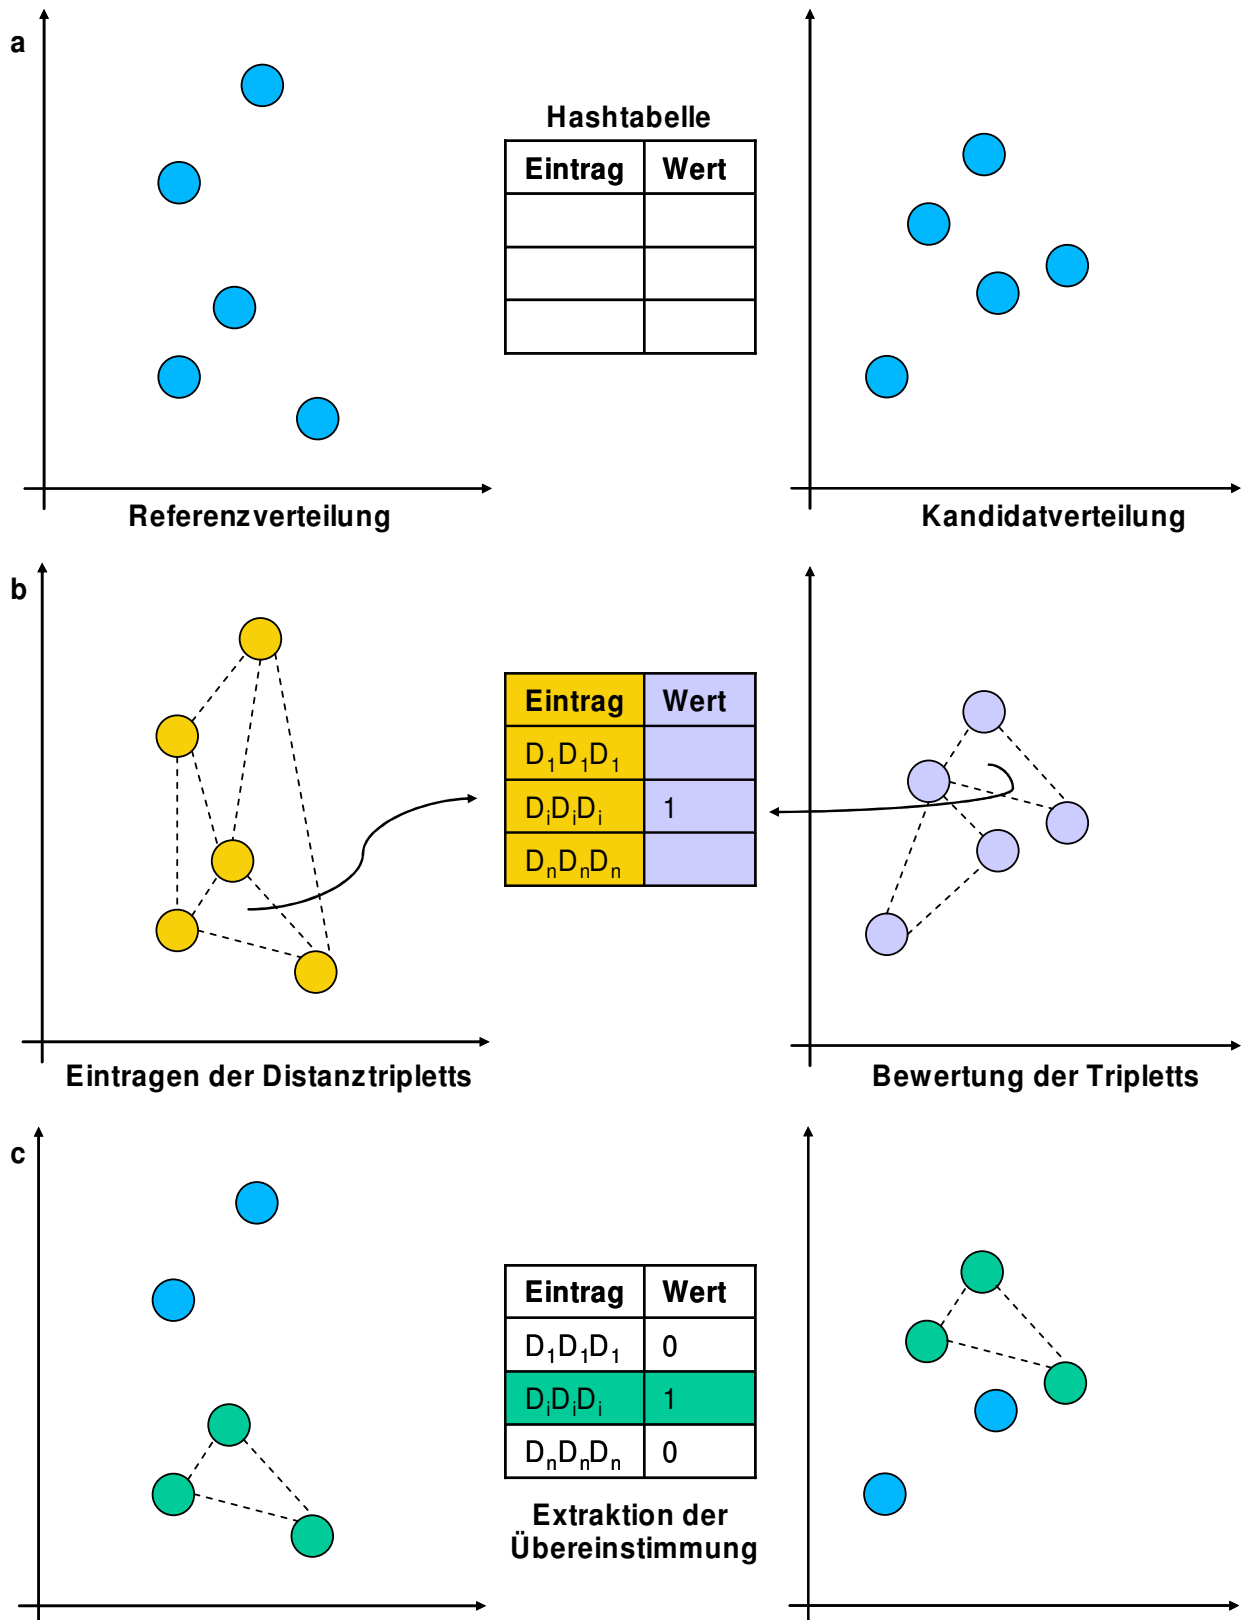 a
Hashtabelle
Eintrag Wert
Referenzverteilung
Kandidatverteilung
b
Eintrag Wert
D₁D₁D₁
DᵢDᵢDᵢ 1
DₙDₙDₙ
Eintragen der Distanztripletts
Bewertung der Tripletts
c
Eintrag Wert
D₁D₁D₁ 0
DᵢDᵢDᵢ 1
DₙDₙDₙ 0
Extraktion der
Übereinstimmung